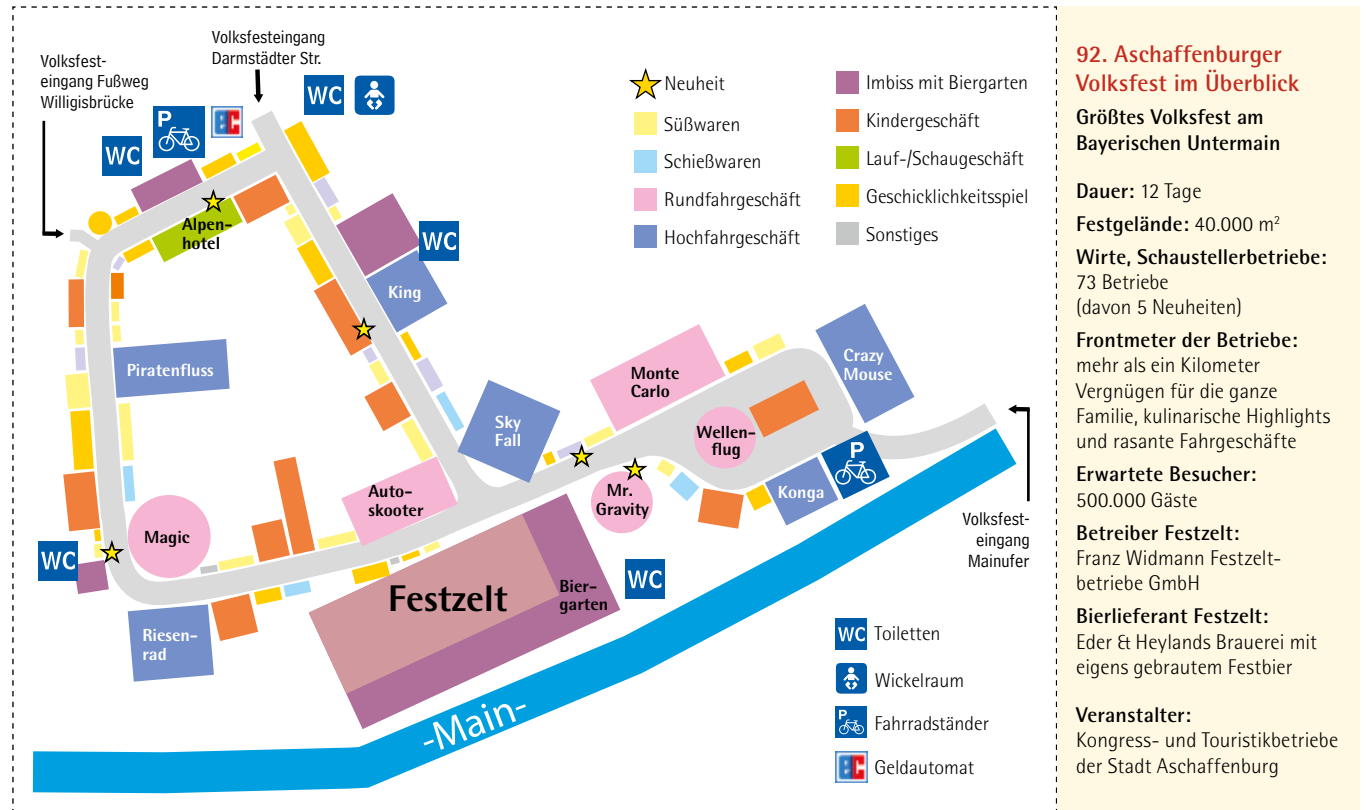 Volksfesteingang
Darmstädter Str.
Volksfest-
eingang Fußweg
Willigisbrücke
WC
P
WC
EC
Neuheit
Süßwaren
Schießwaren
Rundfahrgeschäft
Hochfahrgeschäft
Imbiss mit Biergarten
Kindergeschäft
Lauf-/Schaugeschäft
Geschicklichkeitsspiel
Sonstiges
Alpen-
hotel
WC
King
Piratenfluss
Monte
Carlo
Crazy
Mouse
Sky
Fall
Wellen-
flug
P
Konga
Auto-
skooter
Mr.
Gravity
Magic
WC
Volksfest-
eingang
Mainufer
Festzelt
Bier-
garten
WC
Riesen-
rad
-Main-
WC
Toiletten
Wickelraum
P
Fahrradständer
EC
Geldautomat
92. Aschaffenburger
Volksfest im Überblick
Größtes Volksfest am
Bayerischen Untermain
Dauer: 12 Tage
Festgelände: 40.000 m²
Wirte, Schaustellerbetriebe:
73 Betriebe
(davon 5 Neuheiten)
Frontmeter der Betriebe:
mehr als ein Kilometer
Vergnügen für die ganze
Familie, kulinarische Highlights
und rasante Fahrgeschäfte
Erwartete Besucher:
500.000 Gäste
Betreiber Festzelt:
Franz Widmann Festzelt-
betriebe GmbH
Bierlieferant Festzelt:
Eder & Heylands Brauerei mit
eigens gebrautem Festbier
Veranstalter:
Kongress- und Touristikbetriebe
der Stadt Aschaffenburg